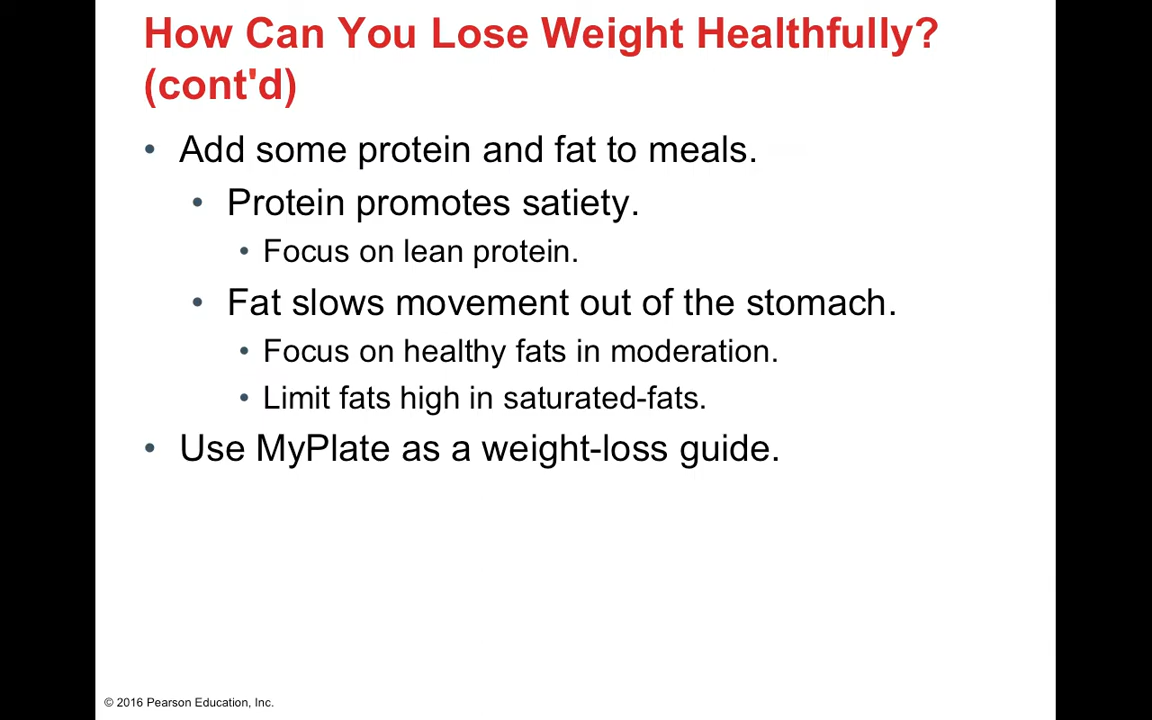 How Can You Lose Weight Healthfully?
(cont'd)
• Add some protein and fat to meals.
• Protein promotes satiety.
• Focus on lean protein.
• Fat slows movement out of the stomach.
• Focus on healthy fats in moderation.
• Limit fats high in saturated-fats.
• Use MyPlate as a weight-loss guide.
© 2016 Pearson Education, Inc.